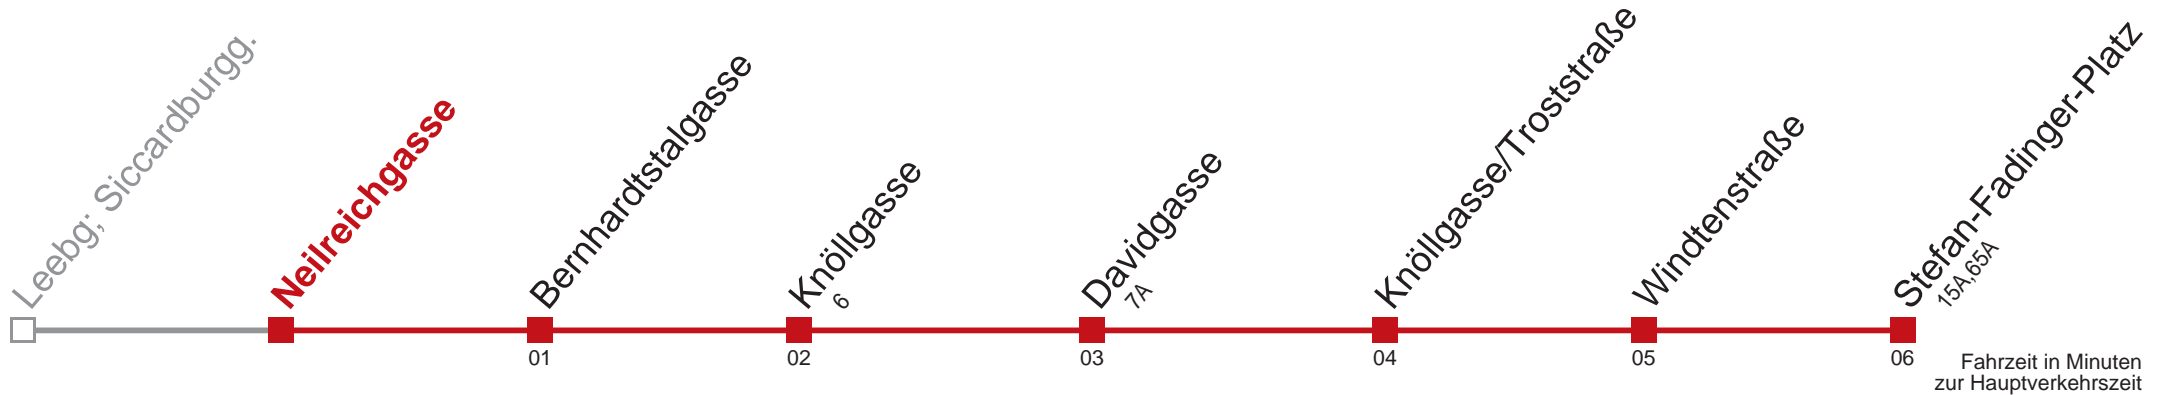 Leebg; Siccardburgg.
Neilreichgasse
Bernhardtstalgasse
Knöllgasse
6
Davidgasse
7A
Knöllgasse/Troststraße
Windtenstraße
Stefan-Fadinger-Platz
15A,65A
01
02
03
04
05
06
Fahrzeit in Minuten
zur Hauptverkehrszeit